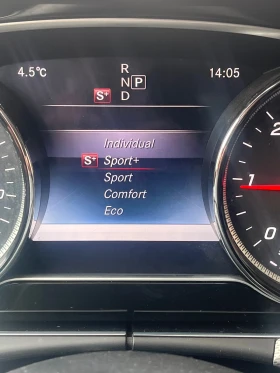 4.5°C
R
14:05
N P
S+ D
Individual
S+ Sport+
Sport
Comfort
Eco
2
1
0